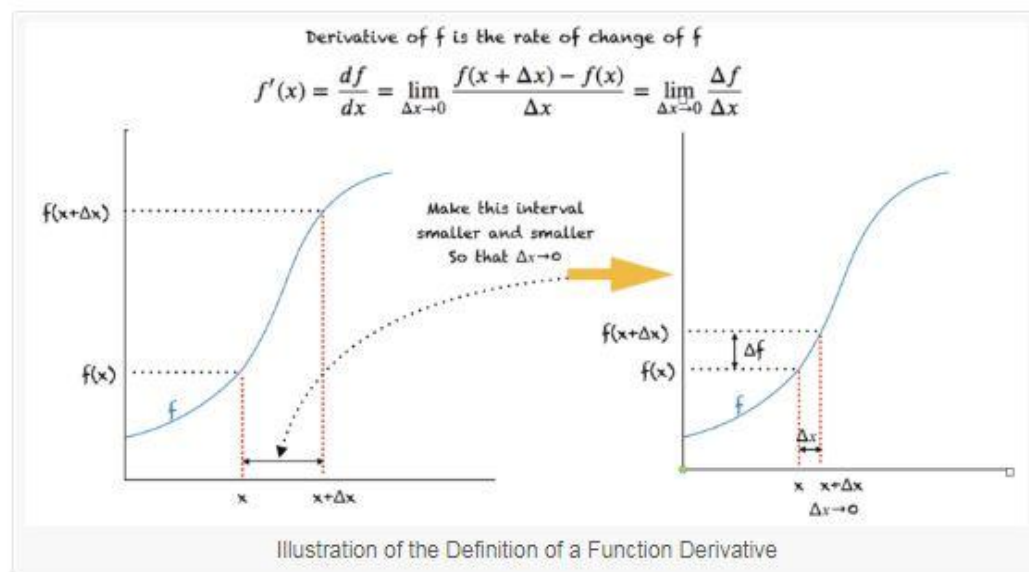 Derivative of f is the rate of change of f
f'(x) = df/dx = lim Δx→0 f(x + Δx) − f(x) / Δx = lim Δx→0 Δf/Δx
f(x+Δx)
f(x)
f
x
x+Δx
Make this interval
smaller and smaller
So that Δx→0
f(x+Δx)
Δf
f(x)
f
Δx
x
x+Δx
Δx→0
Illustration of the Definition of a Function Derivative